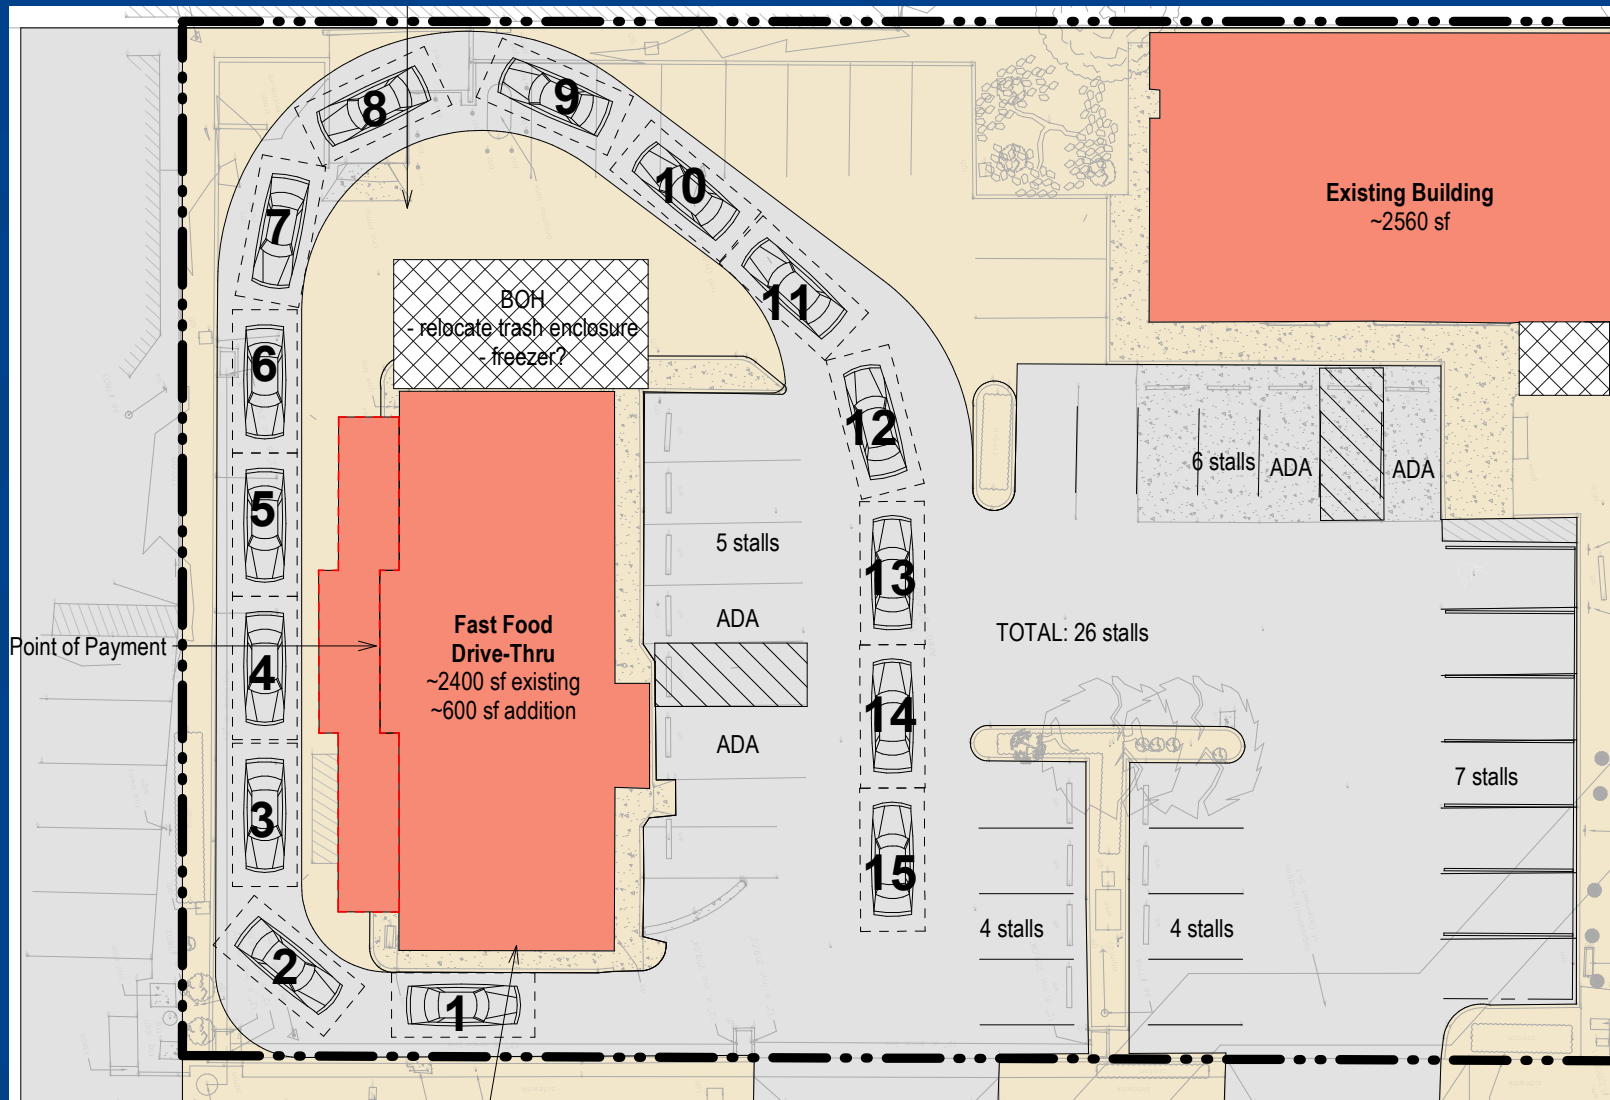 8
9
7
10
Existing Building
~2560 sf
11
BOH
- relocate trash enclosure
- freezer?
6
12
6 stalls
ADA
ADA
5
5 stalls
13
Point of Payment
Fast Food
Drive-Thru
~2400 sf existing
~600 sf addition
ADA
TOTAL: 26 stalls
4
14
ADA
7 stalls
3
15
4 stalls
4 stalls
2
1